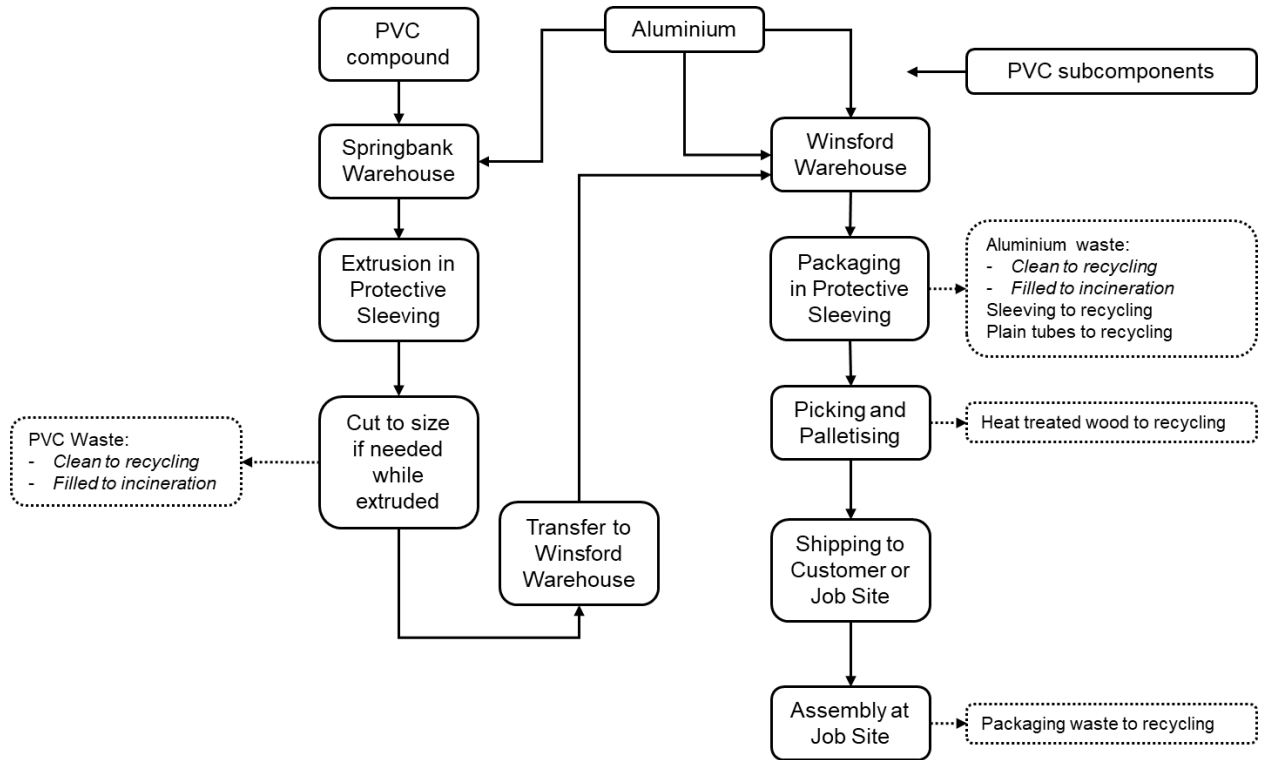 PVC
compound
Aluminium
PVC subcomponents
Springbank
Warehouse
Winsford
Warehouse
Extrusion in
Protective
Sleeving
Packaging
in Protective
Sleeving
Aluminium waste:
- Clean to recycling
- Filled to incineration
Sleeving to recycling
Plain tubes to recycling
Cut to size
if needed
while
extruded
PVC Waste:
- Clean to recycling
- Filled to incineration
Picking and
Palletising
Heat treated wood to recycling
Transfer to
Winsford
Warehouse
Shipping to
Customer or
Job Site
Assembly at
Job Site
Packaging waste to recycling